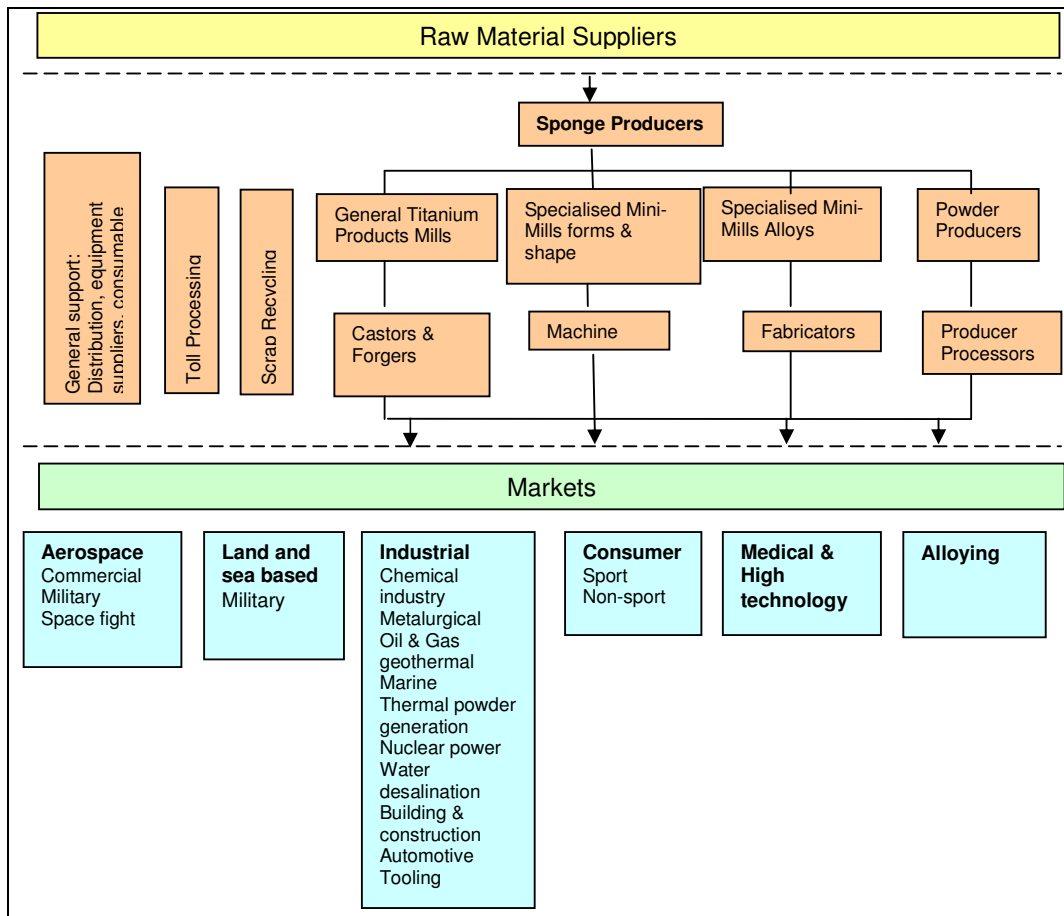 Raw Material Suppliers
Sponge Producers
General support:
Distribution, equipment
suppliers, consumable
Toll Processing
Scrap Recycling
General Titanium
Products Mills
Specialised Mini-
Mills forms &
shape
Specialised Mini-
Mills Alloys
Powder
Producers
Castors &
Forgers
Machine
Fabricators
Producer
Processors
Markets
Aerospace
Commercial
Military
Space fight
Land and
sea based
Military
Industrial
Chemical
industry
Metalurgical
Oil & Gas
geothermal
Marine
Thermal powder
generation
Nuclear power
Water
desalination
Building &
construction
Automotive
Tooling
Consumer
Sport
Non-sport
Medical &
High
technology
Alloying